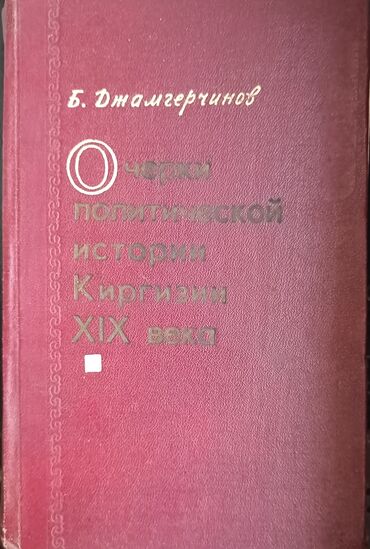 Б. Джамгерчинов
Очерки
политической
истории
Киргизии
XIX века